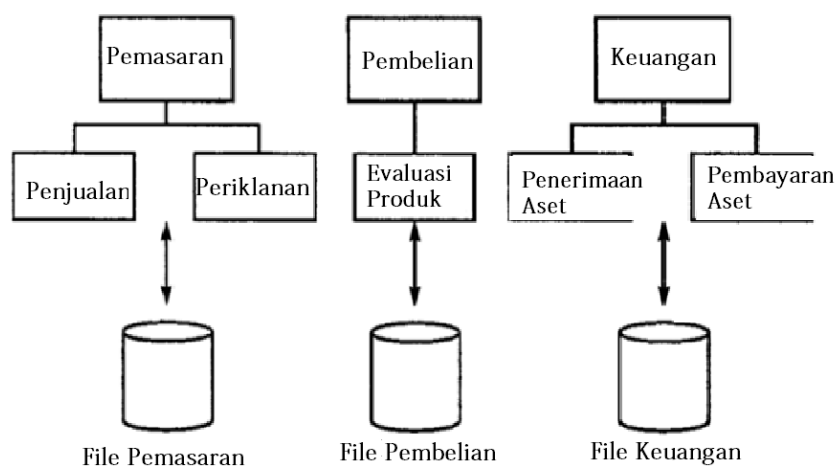 Pemasaran
Pembelian
Keuangan
Penjualan
Periklanan
Evaluasi
Produk
Penerimaan
Aset
Pembayaran
Aset
File Pemasaran
File Pembelian
File Keuangan